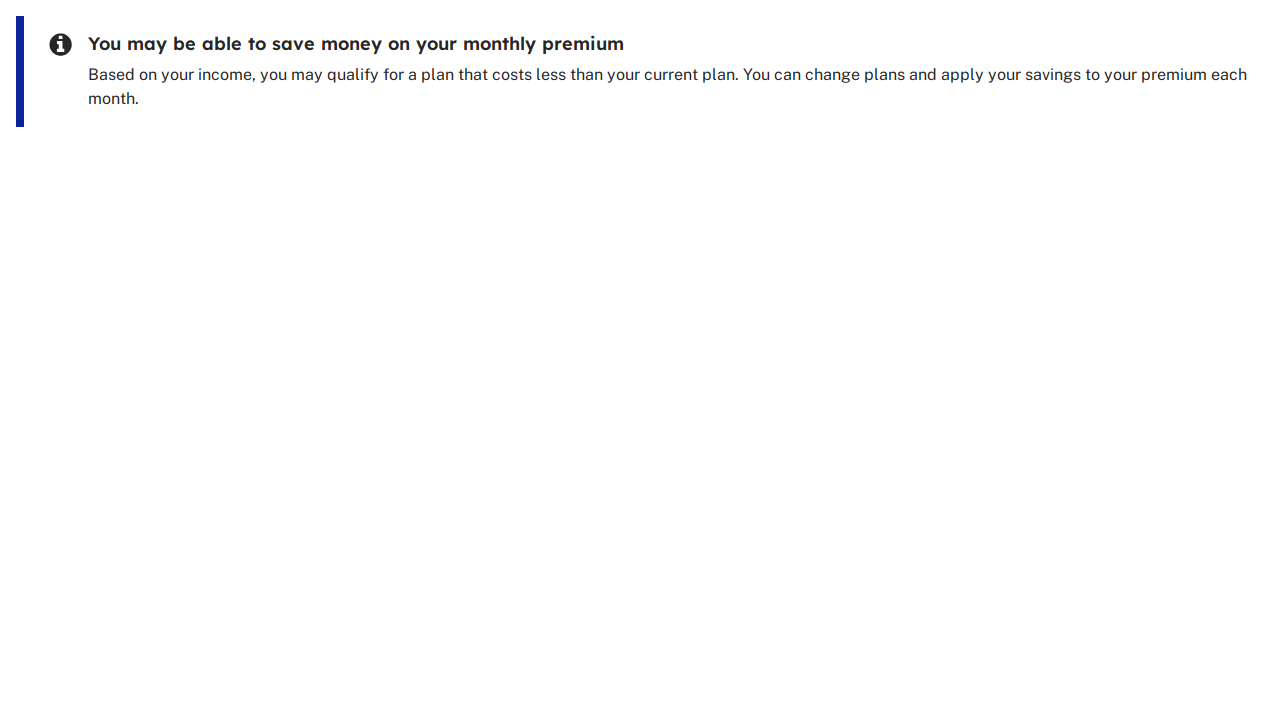 You may be able to save money on your monthly premium
Based on your income, you may qualify for a plan that costs less than your current plan. You can change plans and apply your savings to your premium each
month.